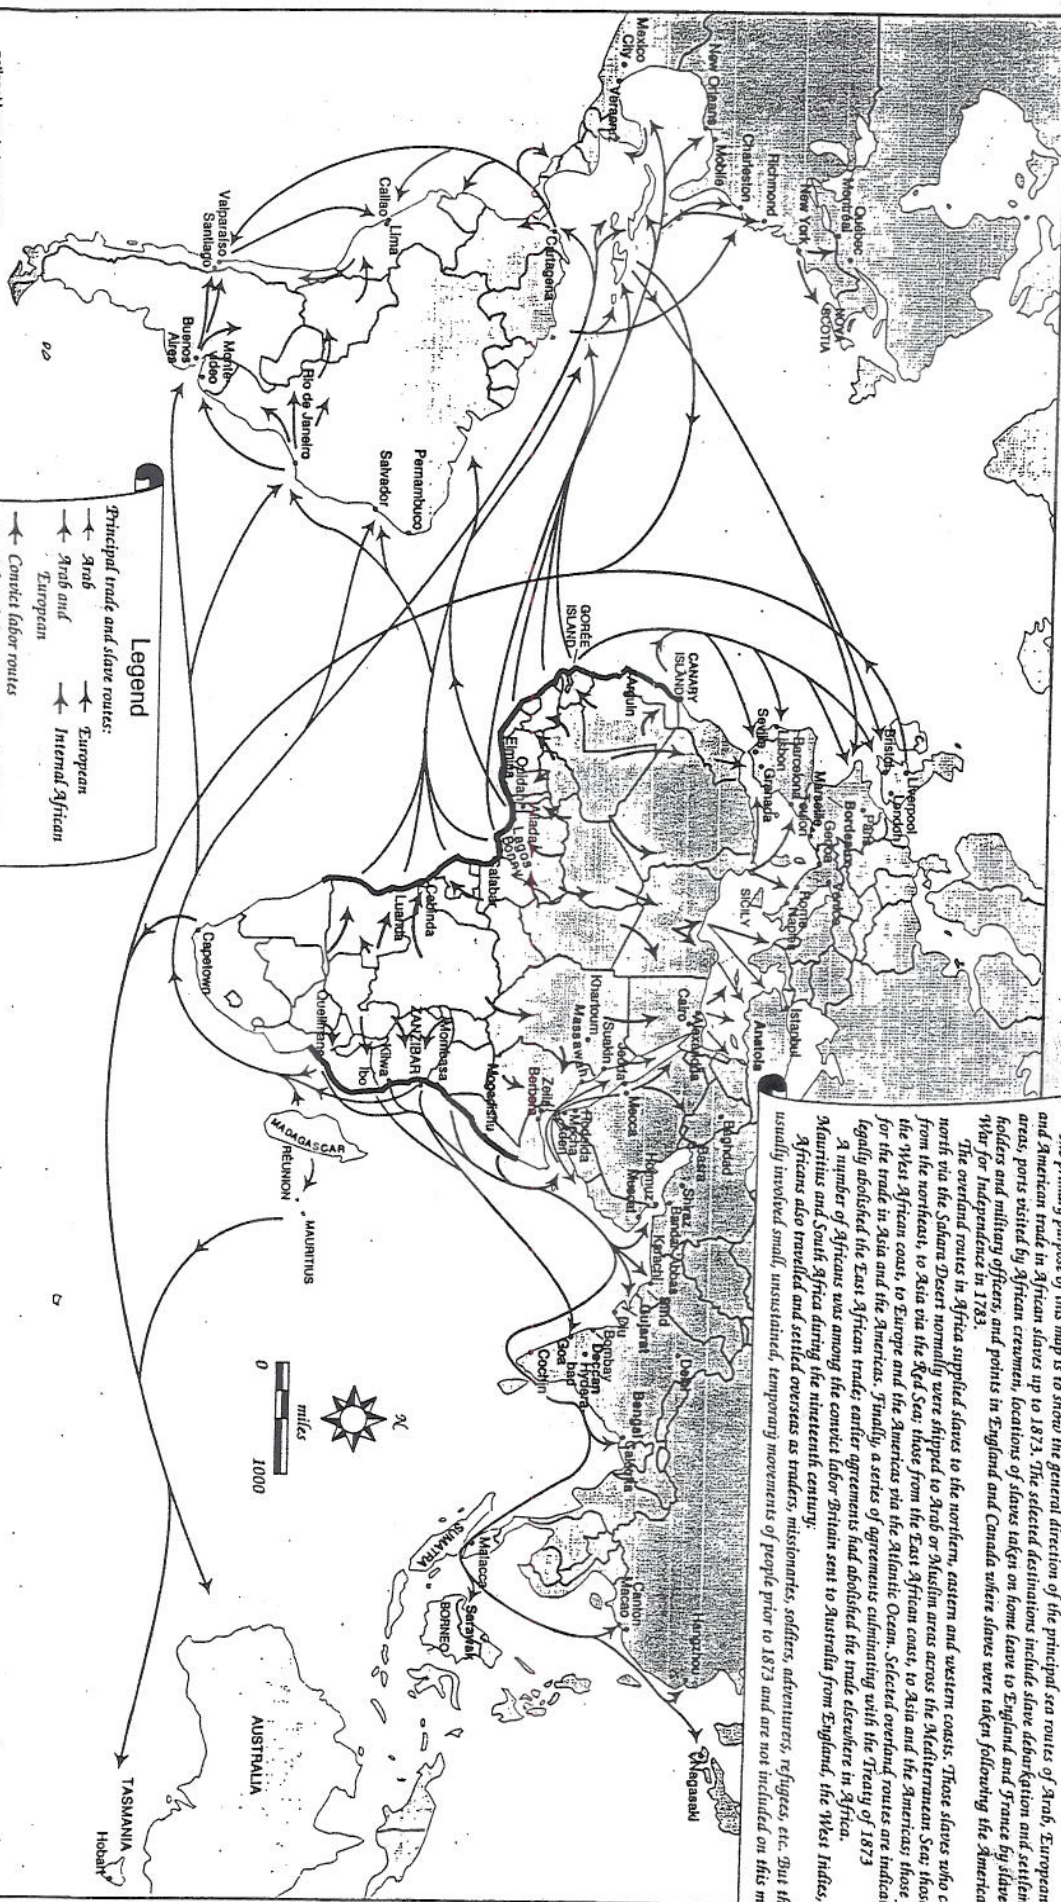 The primary purpose of this map is to show the general direction of the principal sea routes of Arab, European
and American trade in African slaves up to 1873. The selected destinations include slave debarkation and
areas, ports visited by African crewmen, locations of slaves taken on home leave to England and France by slave
holders and military officers, and points in England and Canada where slaves were taken following the
War for Independence in 1783.
The overland routes in Africa supplied slaves to the northern, eastern and western coasts. Those slaves who
north via the Sahara Desert normally were shipped to Arab or Muslim areas across the Mediterranean Sea; those
from the northeast, to Asia via the Red Sea; those from the East African coast, to Asia and the Americas; those
the West African coast, to Europe and the Americas via the Atlantic Ocean. Selected overland routes are
for the trade in Asia and the Americas. Finally, a series of agreements culminating with the Treaty of 1873
legally abolished the East African trade; earlier agreements had abolished the trade elsewhere in Africa.
A number of Africans was among the convict labor Britain sent to Australia from England, the West Indies,
Mauritius and South Africa during the nineteenth century.
Africans also travelled and settled overseas as traders, missionaries, soldiers, adventurers, refugees, etc. But
usually involved small, unsustained, temporary movements of people prior to 1873 and are not included on this
Québec
Montréal
NOVA
SCOTIA
New York
Richmond
Charleston
Mobile
New Orleans
Mexico
City
Veracruz
Cartagena
Callao
Lima
Valparaiso
Santiago
Buenos
Aires
Monte-
video
Rio de Janeiro
Salvador
Pernambuco
Liverpool
London
Bristol
Paris
Bordeaux
Marseille
Toulon
Barcelona
Lisbon
Seville
Granada
Genoa
Venice
Rome
Naples
SICILY
Istanbul
Anatolia
CANARY
ISLAND
Arguin
GORÉE
ISLAND
Elmina
Ouidah
Allada
Lagos
Bonny
Calabar
Cabinda
Luanda
Capetown
Quelimane
Ibo
Kilwa
ZANZIBAR
Mombasa
Mogadishu
Berbera
Zeila
Aden
Mocha
Hodeida
Massawa
Suakin
Khartoum
Jedda
Mecca
Cairo
Alexandria
Baghdad
Basra
Shiraz
Hormuz
Muscat
Banda Abbas
Karachi
Sind
Gujarat
Diu
Bombay
Deccan
Hydera-
bad
Goa
Cochin
Delhi
Bengal
Calcutta
MADAGASCAR
RÉUNION
MAURITIUS
SUMATRA
Malacca
Sarawak
BORNEO
Canton
Macao
Hangzhou
Nagasaki
AUSTRALIA
TASMANIA
Hobart
N
miles
0
1000
Legend
Principal trade and slave routes:
Arab
European
Arab and
European
Internal African
Convict labor routes